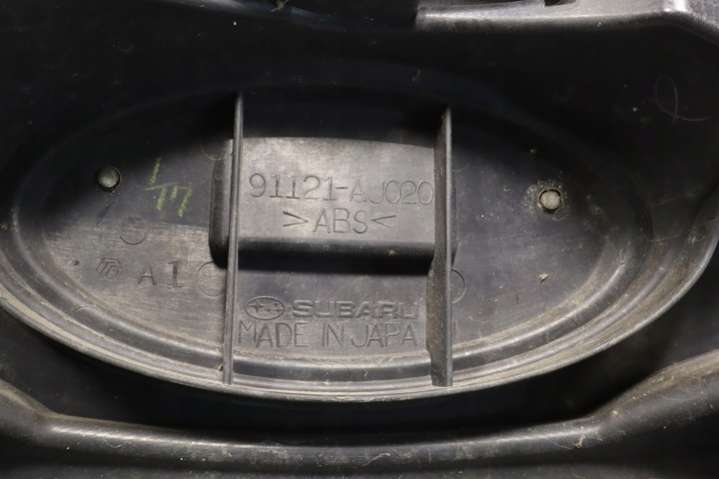 91121-AJ020
>ABS<
A1
SUBARU
MADE IN JAPAN